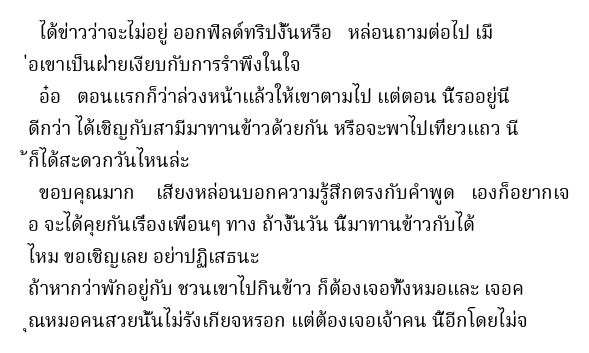 ได้ข่าวว่าจะไม่อยู่ ออกฟิลด์ทริปงั้นหรือ หล่อนถามต่อไป เมื
่อเขาเป็นฝ่ายเงียบกับการรำพึงในใจ
อ๋อ ตอนแรกก็ว่าล่วงหน้าแล้วให้เขาตามไป แต่ตอน นี้รออยู่นี่
ดีกว่า ได้เชิญกับสามีมาทานข้าวด้วยกัน หรือจะพาไปเที่ยวแถว นี
้ก็ได้สะดวกวันไหนล่ะ
ขอบคุณมาก เสียงหล่อนบอกความรู้สึกตรงกับคำพูด เองก็อยากเจ
อ จะได้คุยกันเรื่องเพื่อนๆ ทาง ถ้างั้นวัน นี้มาทานข้าวกับได้
ไหม ขอเชิญเลย อย่าปฏิเสธนะ
ถ้าหากว่าพักอยู่กับ ชวนเขาไปกินข้าว ก็ต้องเจอทั้งหมอและ เจอค
ุณหมอคนสวยนั้นไม่รังเกียจหรอก แต่ต้องเจอเจ้าคน นี้อีกโดยไม่จ